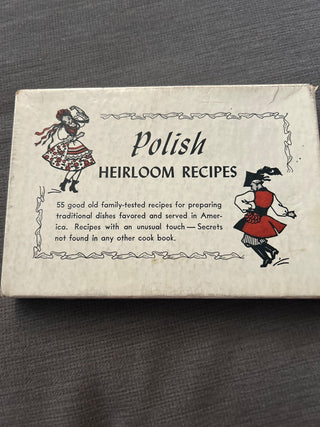 Polish
HEIRLOOM RECIPES
55 good old family-tested recipes for preparing
traditional dishes favored and served in Amer-
ica. Recipes with an unusual touch — Secrets
not found in any other cook book.